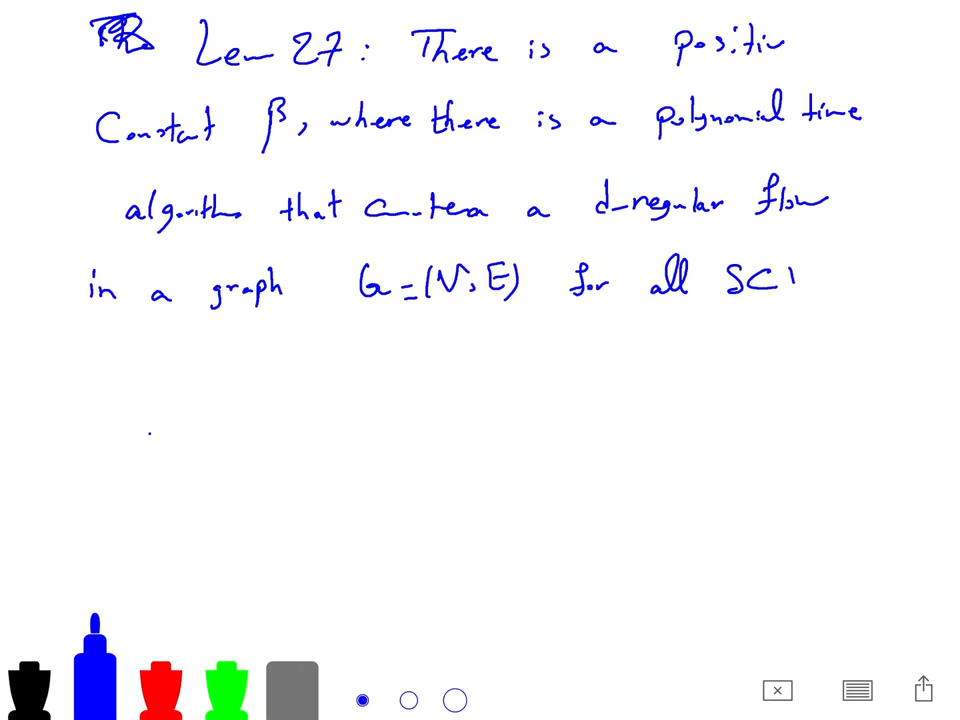 Lem 27: There is a positiv
Constant β, where there is a polynomial time
algorithm that a d-regular flow
in a graph G=(V,E) for all SC